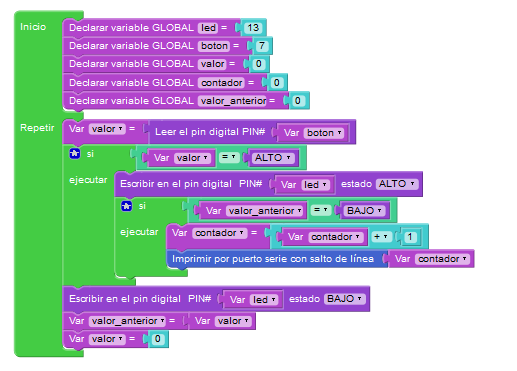 Inicio Declarar variable GLOBAL led = 13
Declarar variable GLOBAL boton = 7
Declarar variable GLOBAL valor = 0
Declarar variable GLOBAL contador = 0
Declarar variable GLOBAL valor_anterior = 0
Repetir Var valor = Leer el pin digital PIN# Var boton
si Var valor = ALTO
ejecutar Escribir en el pin digital PIN# Var led estado ALTO
si Var valor_anterior = BAJO
ejecutar Var contador = Var contador + 1
Imprimir por puerto serie con salto de línea Var contador
Escribir en el pin digital PIN# Var led estado BAJO
Var valor_anterior = Var valor
Var valor = 0